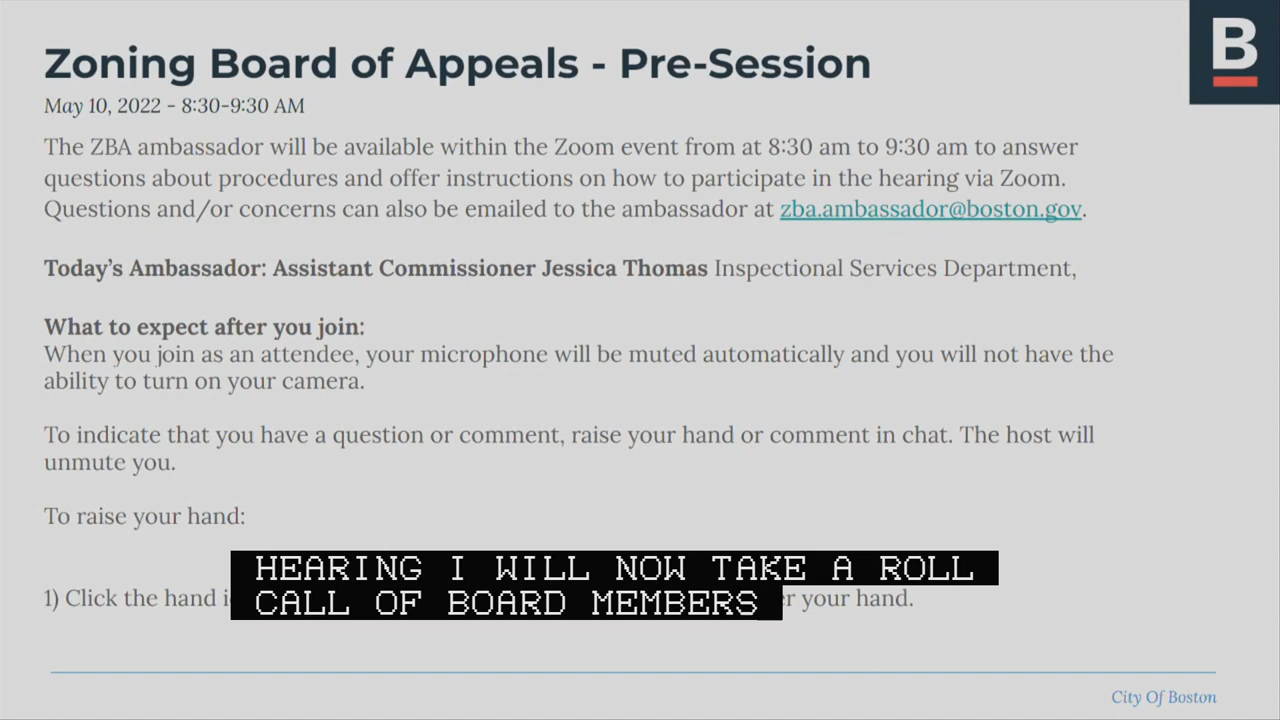 Zoning Board of Appeals - Pre-Session
B
May 10, 2022 - 8:30-9:30 AM
The ZBA ambassador will be available within the Zoom event from at 8:30 am to 9:30 am to answer
questions about procedures and offer instructions on how to participate in the hearing via Zoom.
Questions and/or concerns can also be emailed to the ambassador at zba.ambassador@boston.gov.
Today's Ambassador: Assistant Commissioner Jessica Thomas Inspectional Services Department,
What to expect after you join:
When you join as an attendee, your microphone will be muted automatically and you will not have the
ability to turn on your camera.
To indicate that you have a question or comment, raise your hand or comment in chat. The host will
unmute you.
To raise your hand:
HEARING I WILL NOW TAKE A ROLL
CALL OF BOARD MEMBERS
1) Click the hand your hand.
City Of Boston